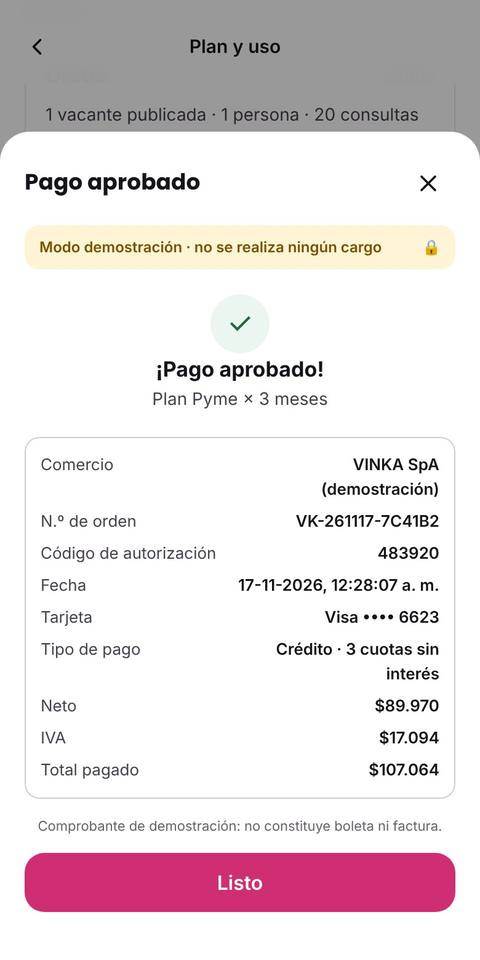 Plan y uso
1 vacante publicada · 1 persona · 20 consultas
Pago aprobado
Modo demostración · no se realiza ningún cargo 🔒
¡Pago aprobado!
Plan Pyme × 3 meses
Comercio VINKA SpA
(demostración)
N.º de orden VK-261117-7C41B2
Código de autorización 483920
Fecha 17-11-2026, 12:28:07 a. m.
Tarjeta Visa •••• 6623
Tipo de pago Crédito · 3 cuotas sin
interés
Neto $89.970
IVA $17.094
Total pagado $107.064
Comprobante de demostración: no constituye boleta ni factura.
Listo